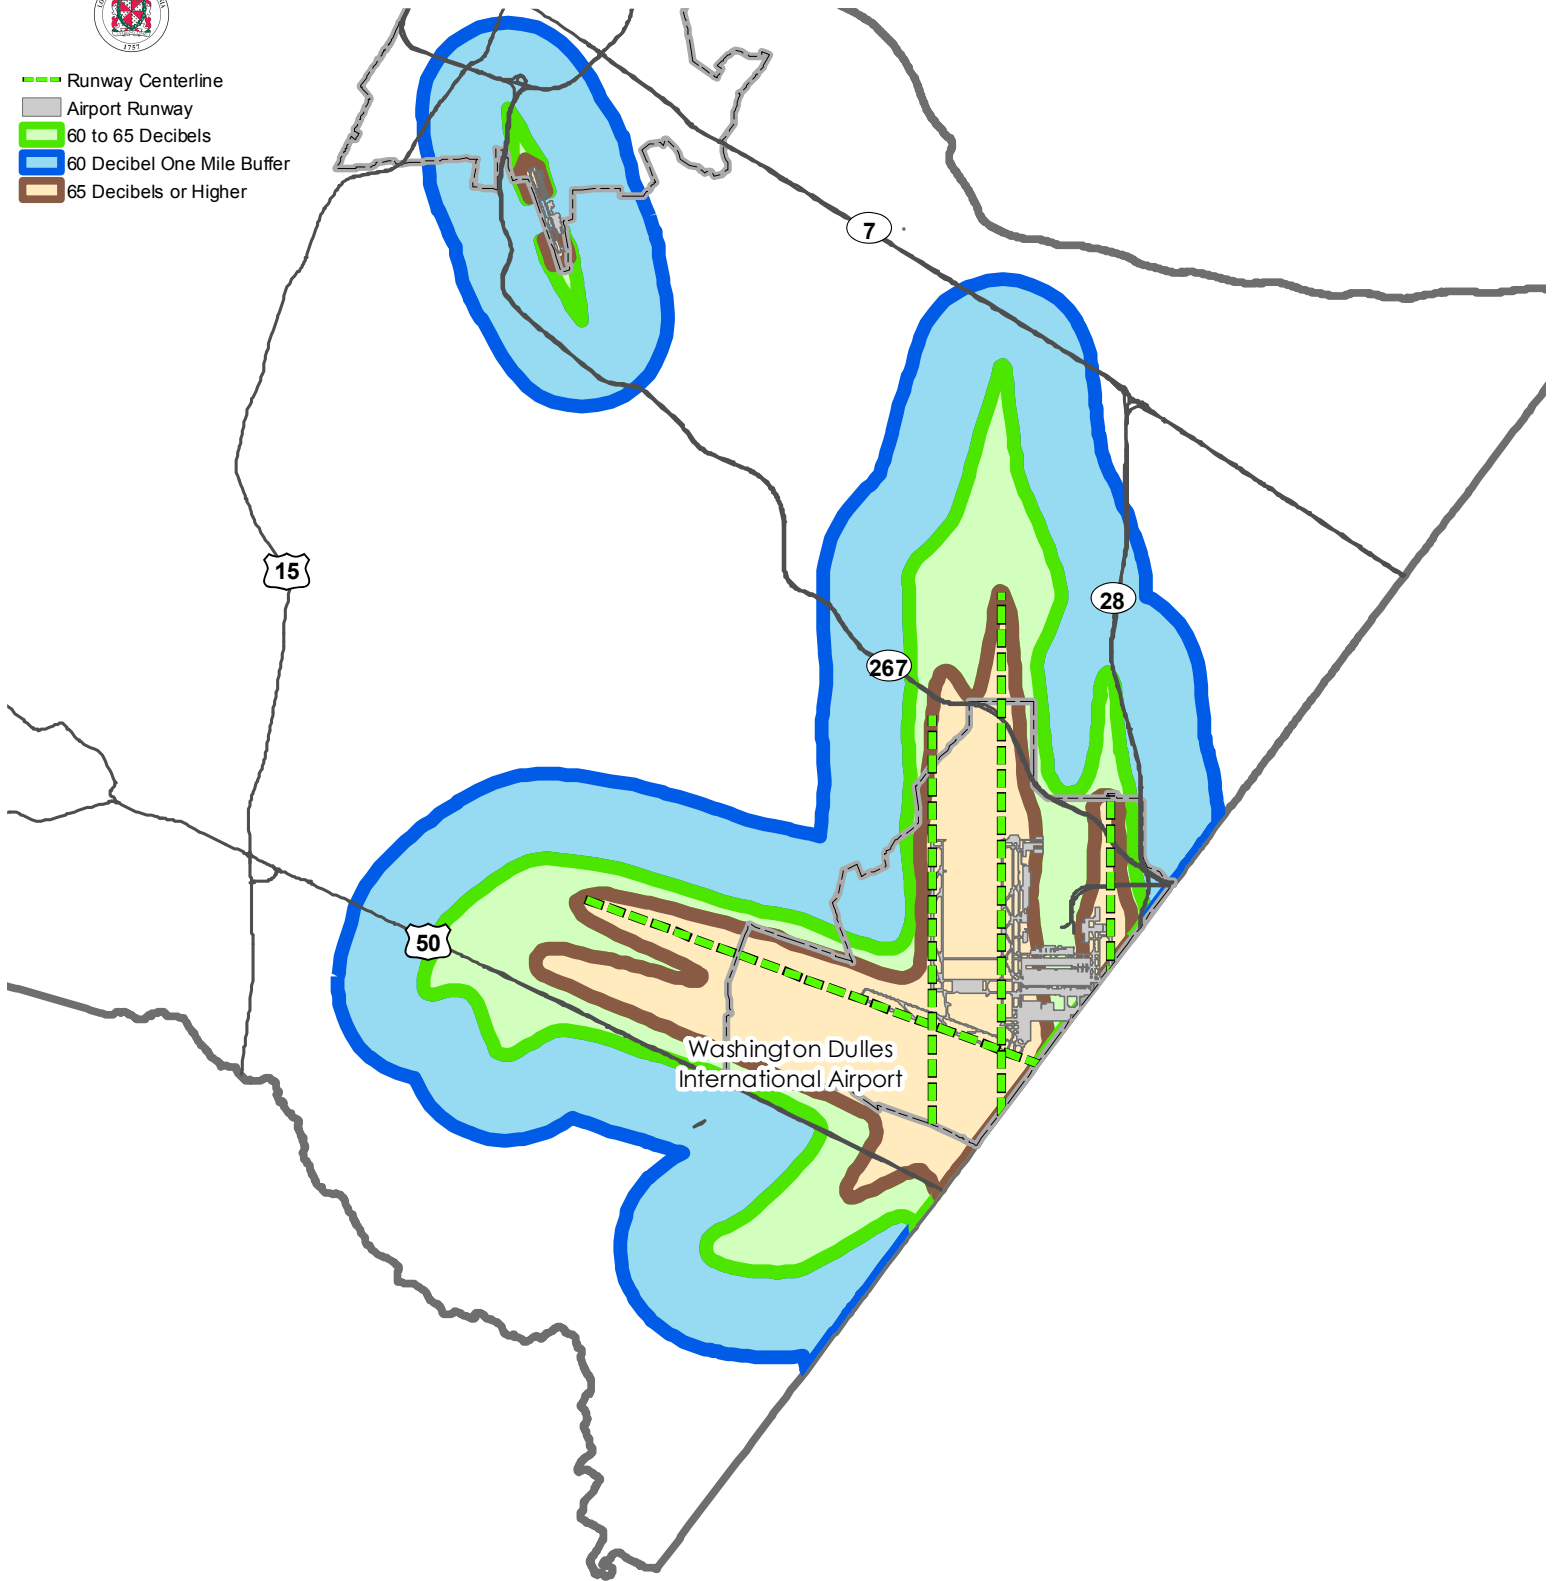 1757
Runway Centerline
Airport Runway
60 to 65 Decibels
60 Decibel One Mile Buffer
65 Decibels or Higher
7
15
28
267
50
Washington Dulles
International Airport